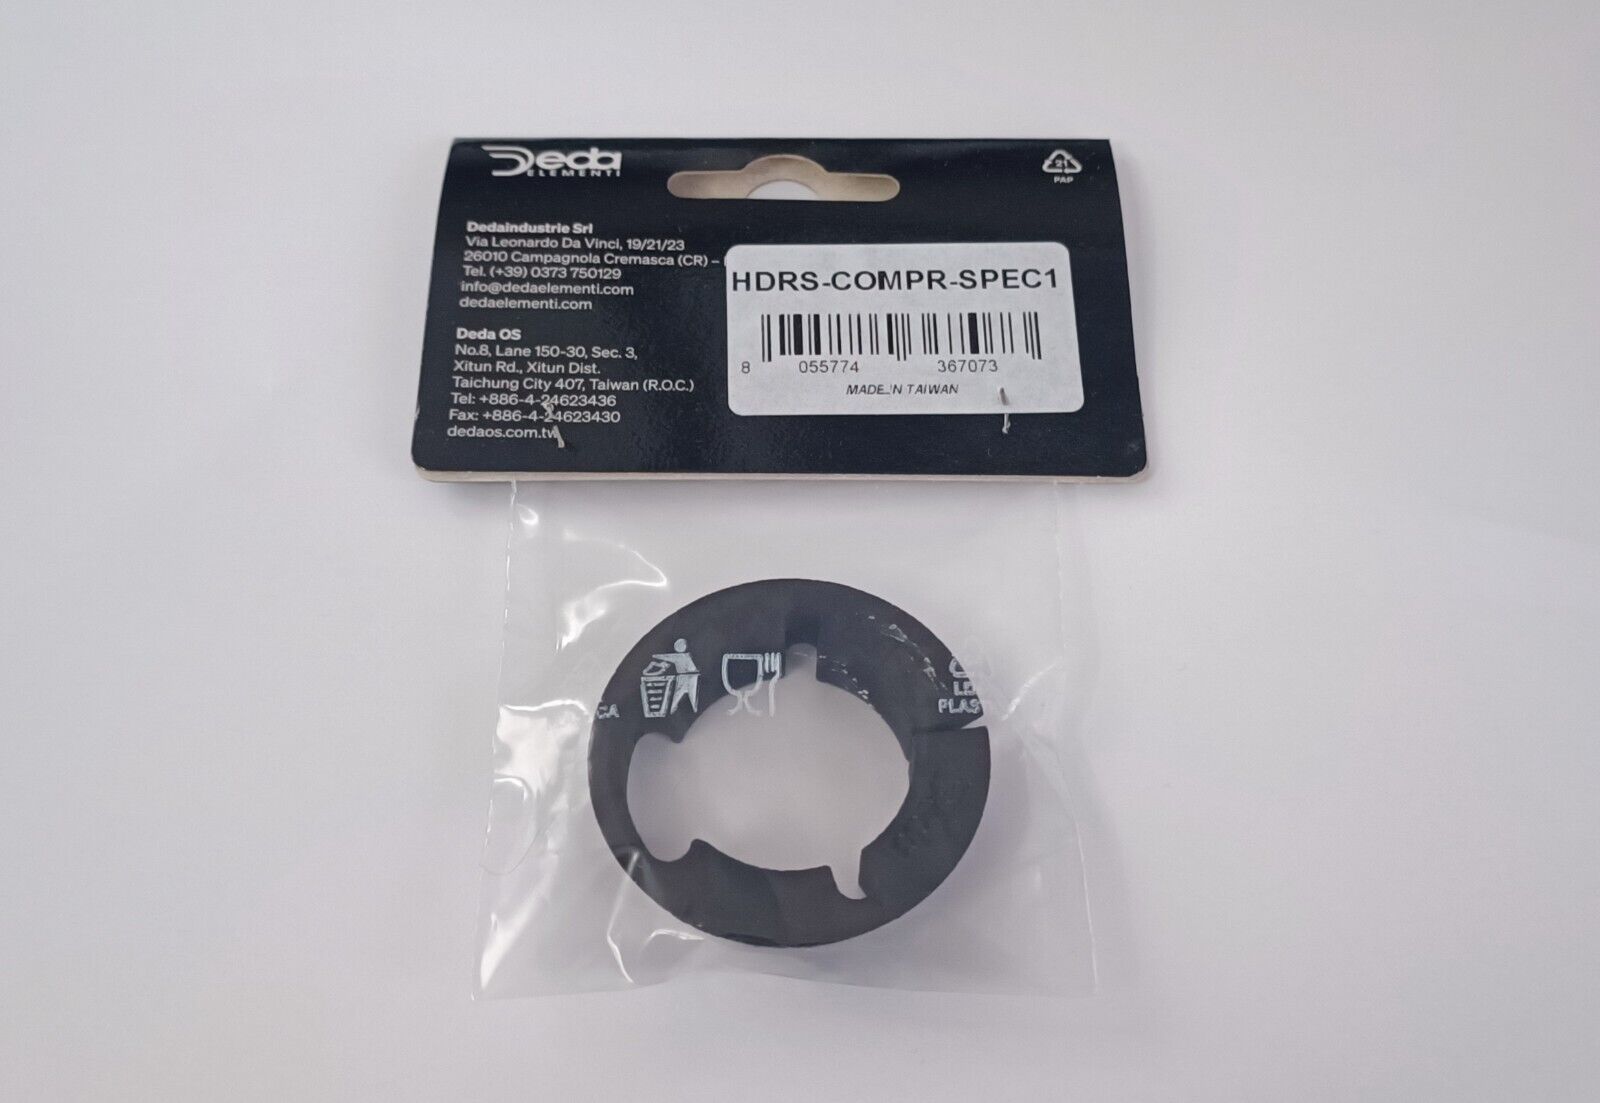 Deda
ELEMENTI
21
PAP
Dedaindustrie Srl
Via Leonardo Da Vinci, 19/21/23
26010 Campagnola Cremasca (CR) –
Tel. (+39) 0373 750129
info@dedaelementi.com
dedaelementi.com
Deda OS
No.8, Lane 150-30, Sec. 3,
Xitun Rd., Xitun Dist.
Taichung City 407, Taiwan (R.O.C.)
Tel: +886-4-24623436
Fax: +886-4-24623430
dedaos.com.tw
HDRS-COMPR-SPEC1
8 055774 367073
MADE IN TAIWAN
CA
LD
PLAST